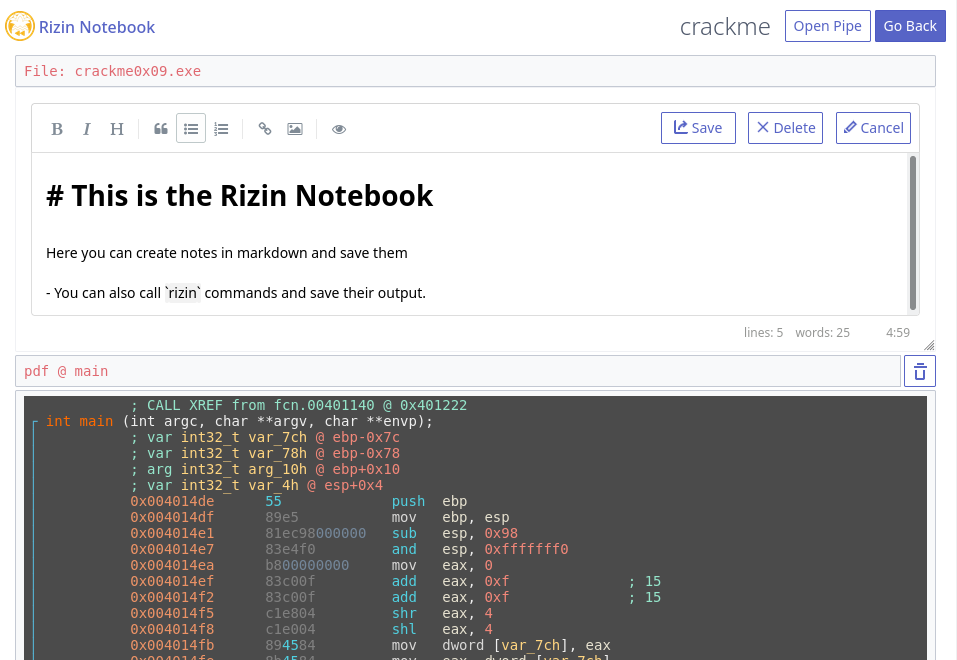 Rizin Notebook
crackme
Open Pipe
Go Back
File: crackme0x09.exe
B I H
Save
Delete
Cancel
# This is the Rizin Notebook
Here you can create notes in markdown and save them
- You can also call `rizin` commands and save their output.
lines: 5 words: 25 4:59
pdf @ main
; CALL XREF from fcn.00401140 @ 0x401222
int main (int argc, char **argv, char **envp);
; var int32_t var_7ch @ ebp-0x7c
; var int32_t var_78h @ ebp-0x78
; arg int32_t arg_10h @ ebp+0x10
; var int32_t var_4h @ esp+0x4
0x004014de 55 push ebp
0x004014df 89e5 mov ebp, esp
0x004014e1 81ec98000000 sub esp, 0x98
0x004014e7 83e4f0 and esp, 0xfffffff0
0x004014ea b800000000 mov eax, 0
0x004014ef 83c00f add eax, 0xf ; 15
0x004014f2 83c00f add eax, 0xf ; 15
0x004014f5 c1e804 shr eax, 4
0x004014f8 c1e004 shl eax, 4
0x004014fb 894584 mov dword [var_7ch], eax
0x004014fe 8b4584 mov eax, dword [var_7ch]